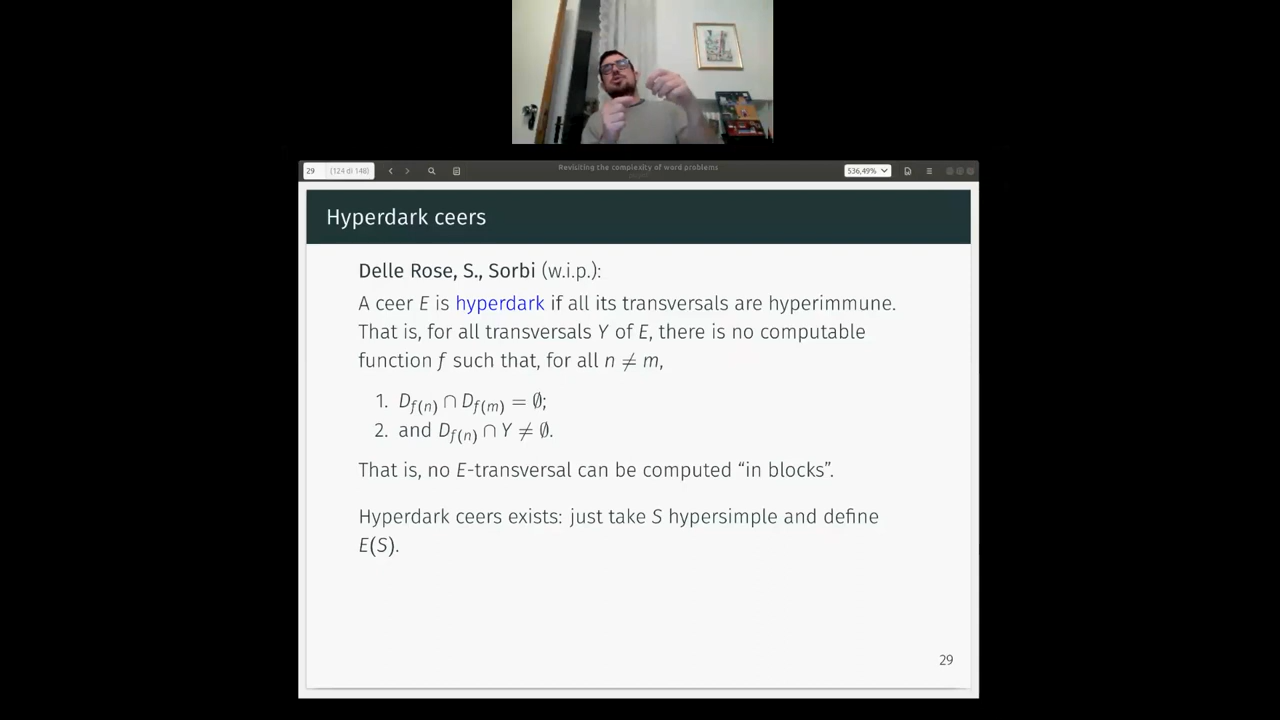 29 (124 di 148) Revisiting the complexity of word problems 536,49%
Hyperdark ceers
Delle Rose, S., Sorbi (w.i.p.):
A ceer E is hyperdark if all its transversals are hyperimmune.
That is, for all transversals Y of E, there is no computable
function f such that, for all n ≠ m,
1. D_{f(n)} ∩ D_{f(m)} = ∅;
2. and D_{f(n)} ∩ Y ≠ ∅.
That is, no E-transversal can be computed “in blocks”.
Hyperdark ceers exists: just take S hypersimple and define
E(S).
29